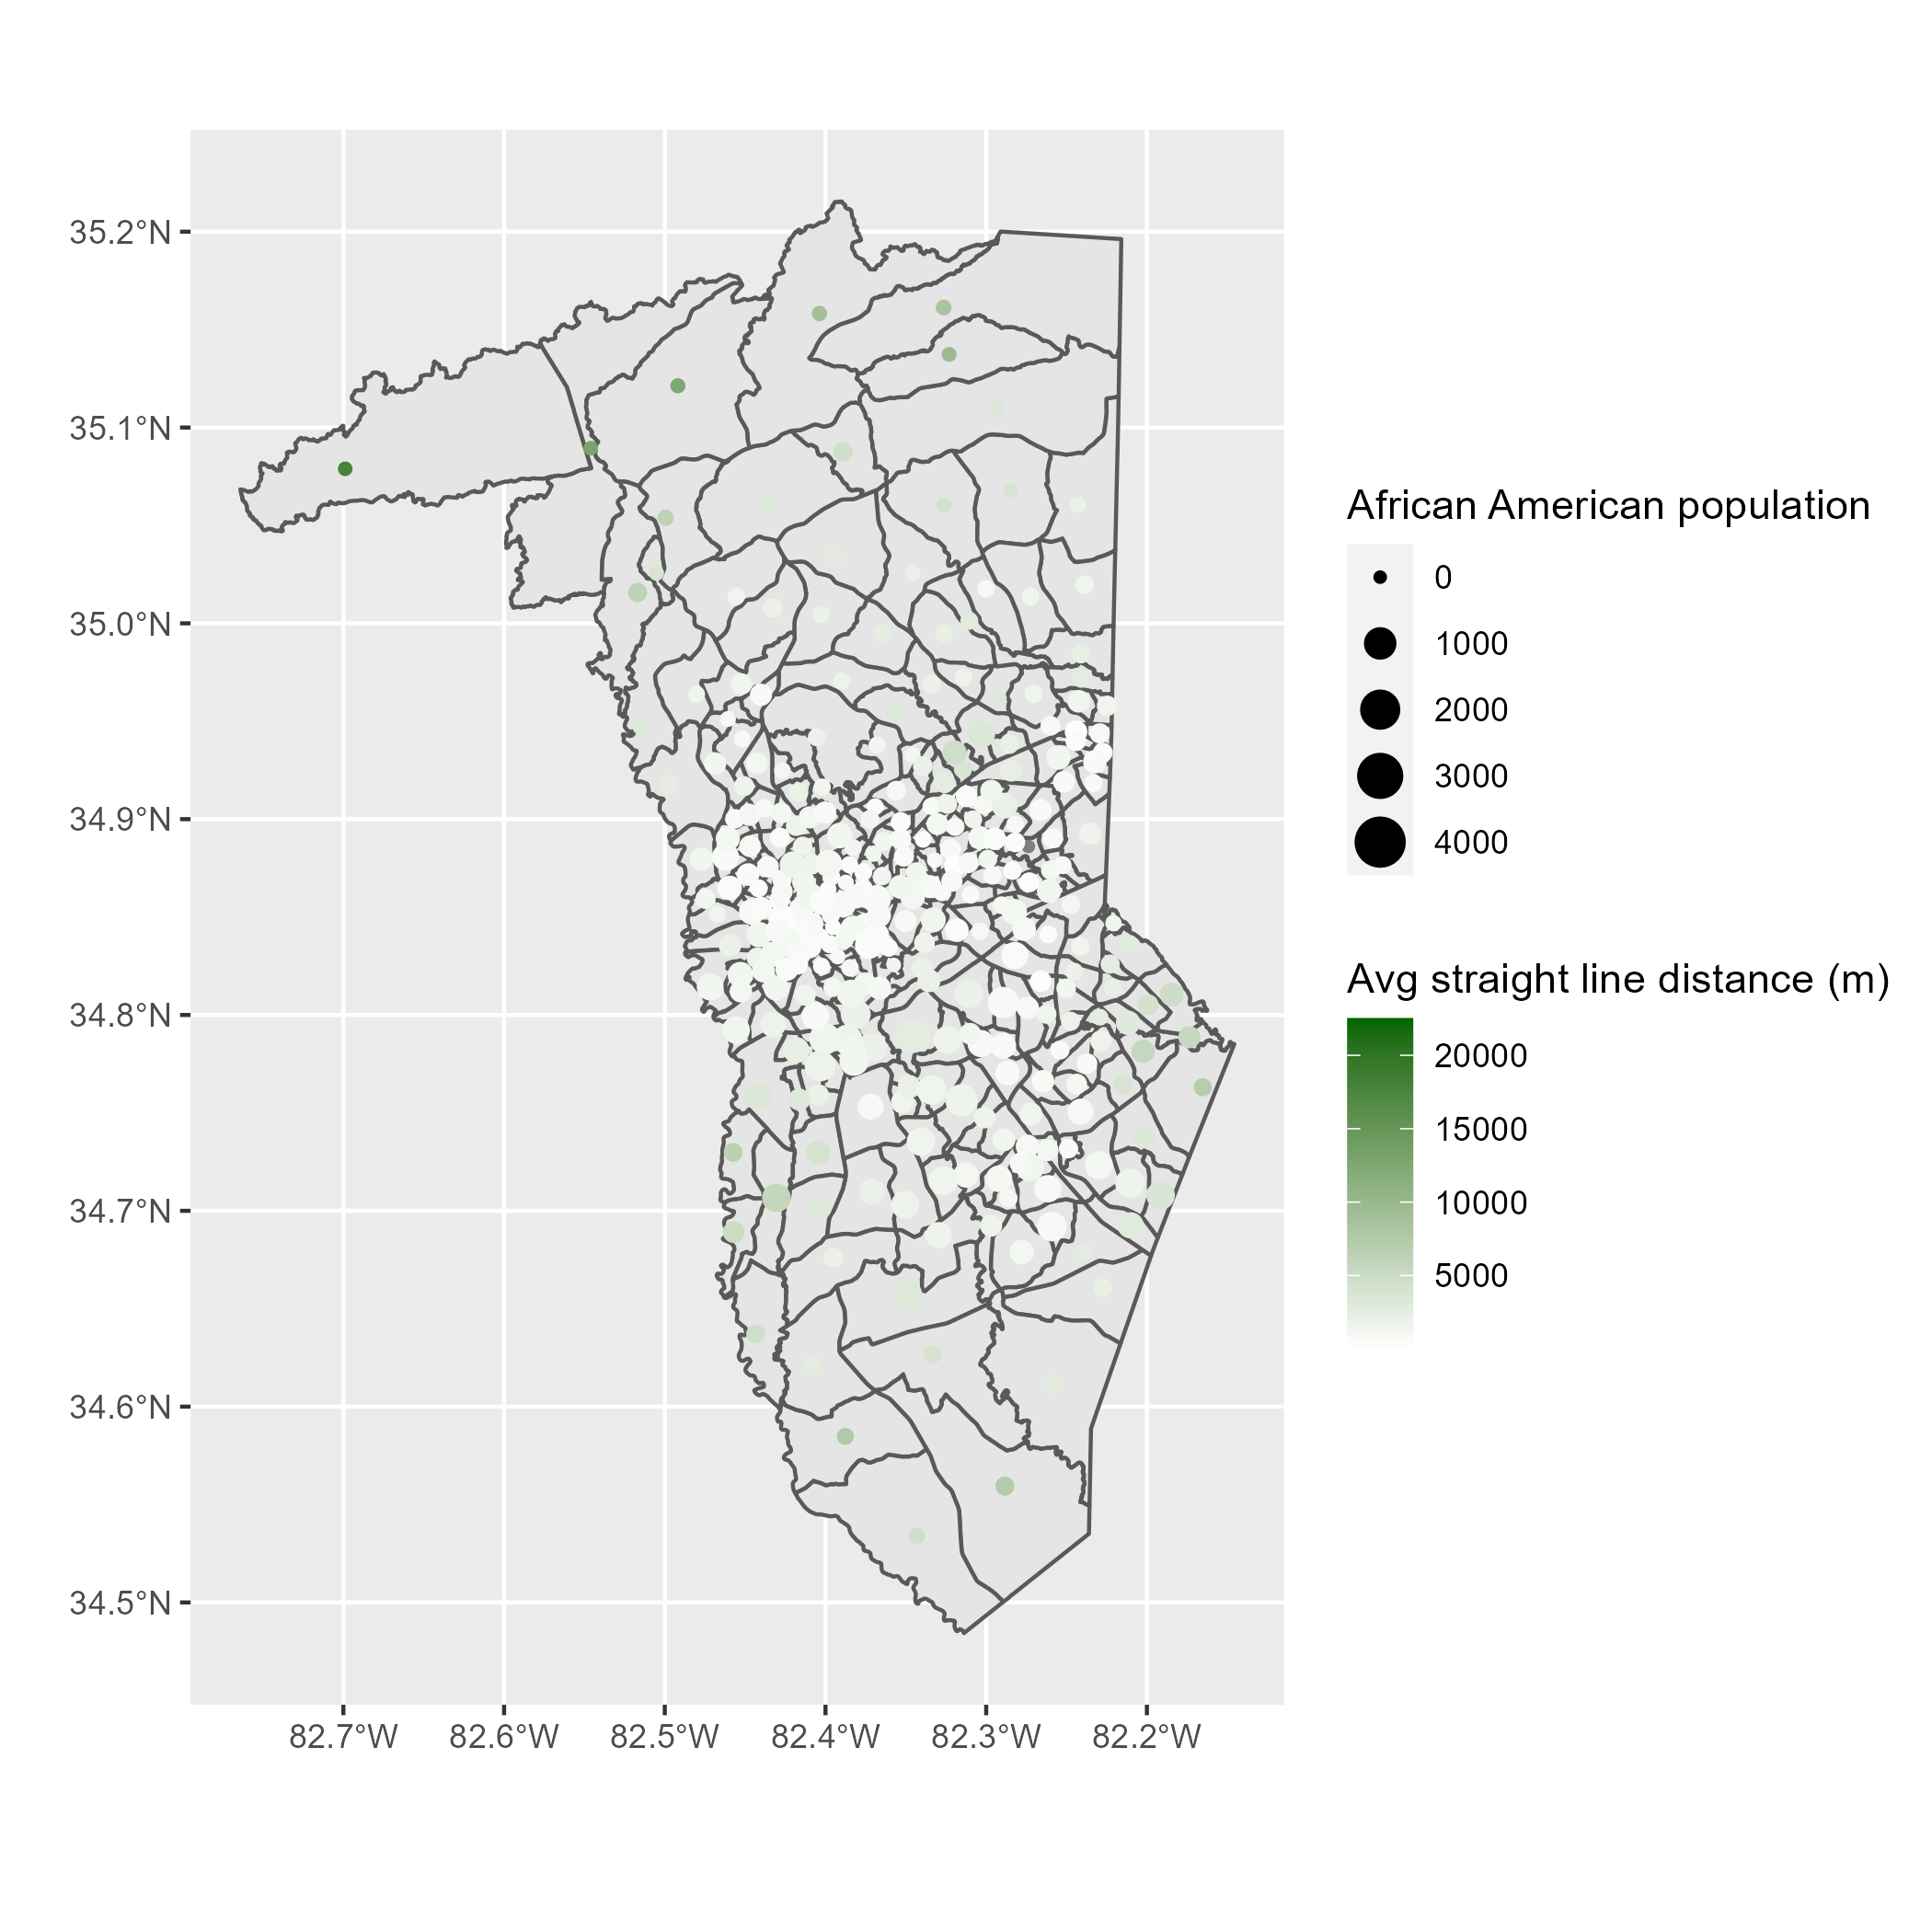 35.2°N
35.1°N
35.0°N
34.9°N
34.8°N
34.7°N
34.6°N
34.5°N
82.7°W 82.6°W 82.5°W 82.4°W 82.3°W 82.2°W
African American population
0
1000
2000
3000
4000
Avg straight line distance (m)
20000
15000
10000
5000